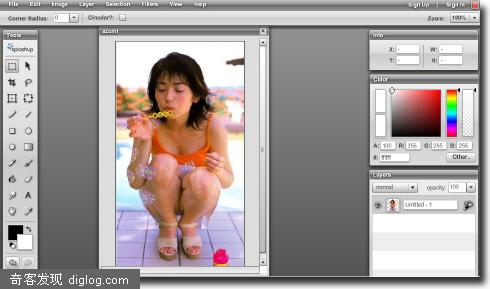 File Edit Image Layer Selection Filters View Help Sign Up | Sign In
Corner Radius: 0 Circular?: Zoom: 100%
azumi
Tools
splashup
Info
X: - W: -
Y: - H: -
Color
A: 100 R: 255 G: 255 B: 255
#: ffffff Other..
Layers
normal opacity: 100
Untitled - 1
A
奇客发现 diglog.com